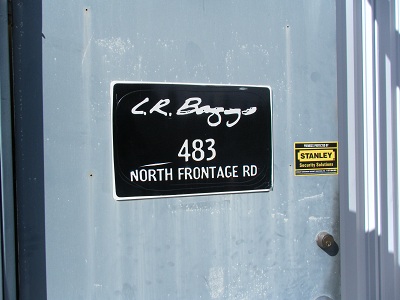 L.R. Baggs
483
NORTH FRONTAGE RD
STANLEY
Security Solutions